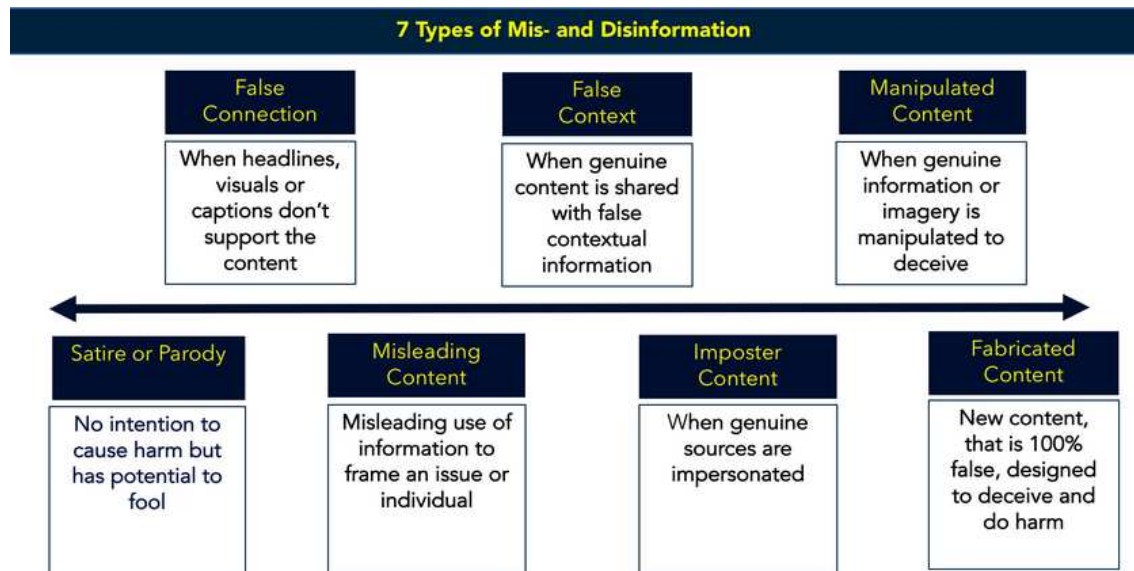 7 Types of Mis- and Disinformation
False
Connection
When headlines,
visuals or
captions don’t
support the
content
False
Context
When genuine
content is shared
with false
contextual
information
Manipulated
Content
When genuine
information or
imagery is
manipulated to
deceive
Satire or Parody
No intention to
cause harm but
has potential to
fool
Misleading
Content
Misleading use of
information to
frame an issue or
individual
Imposter
Content
When genuine
sources are
impersonated
Fabricated
Content
New content,
that is 100%
false, designed
to deceive and
do harm